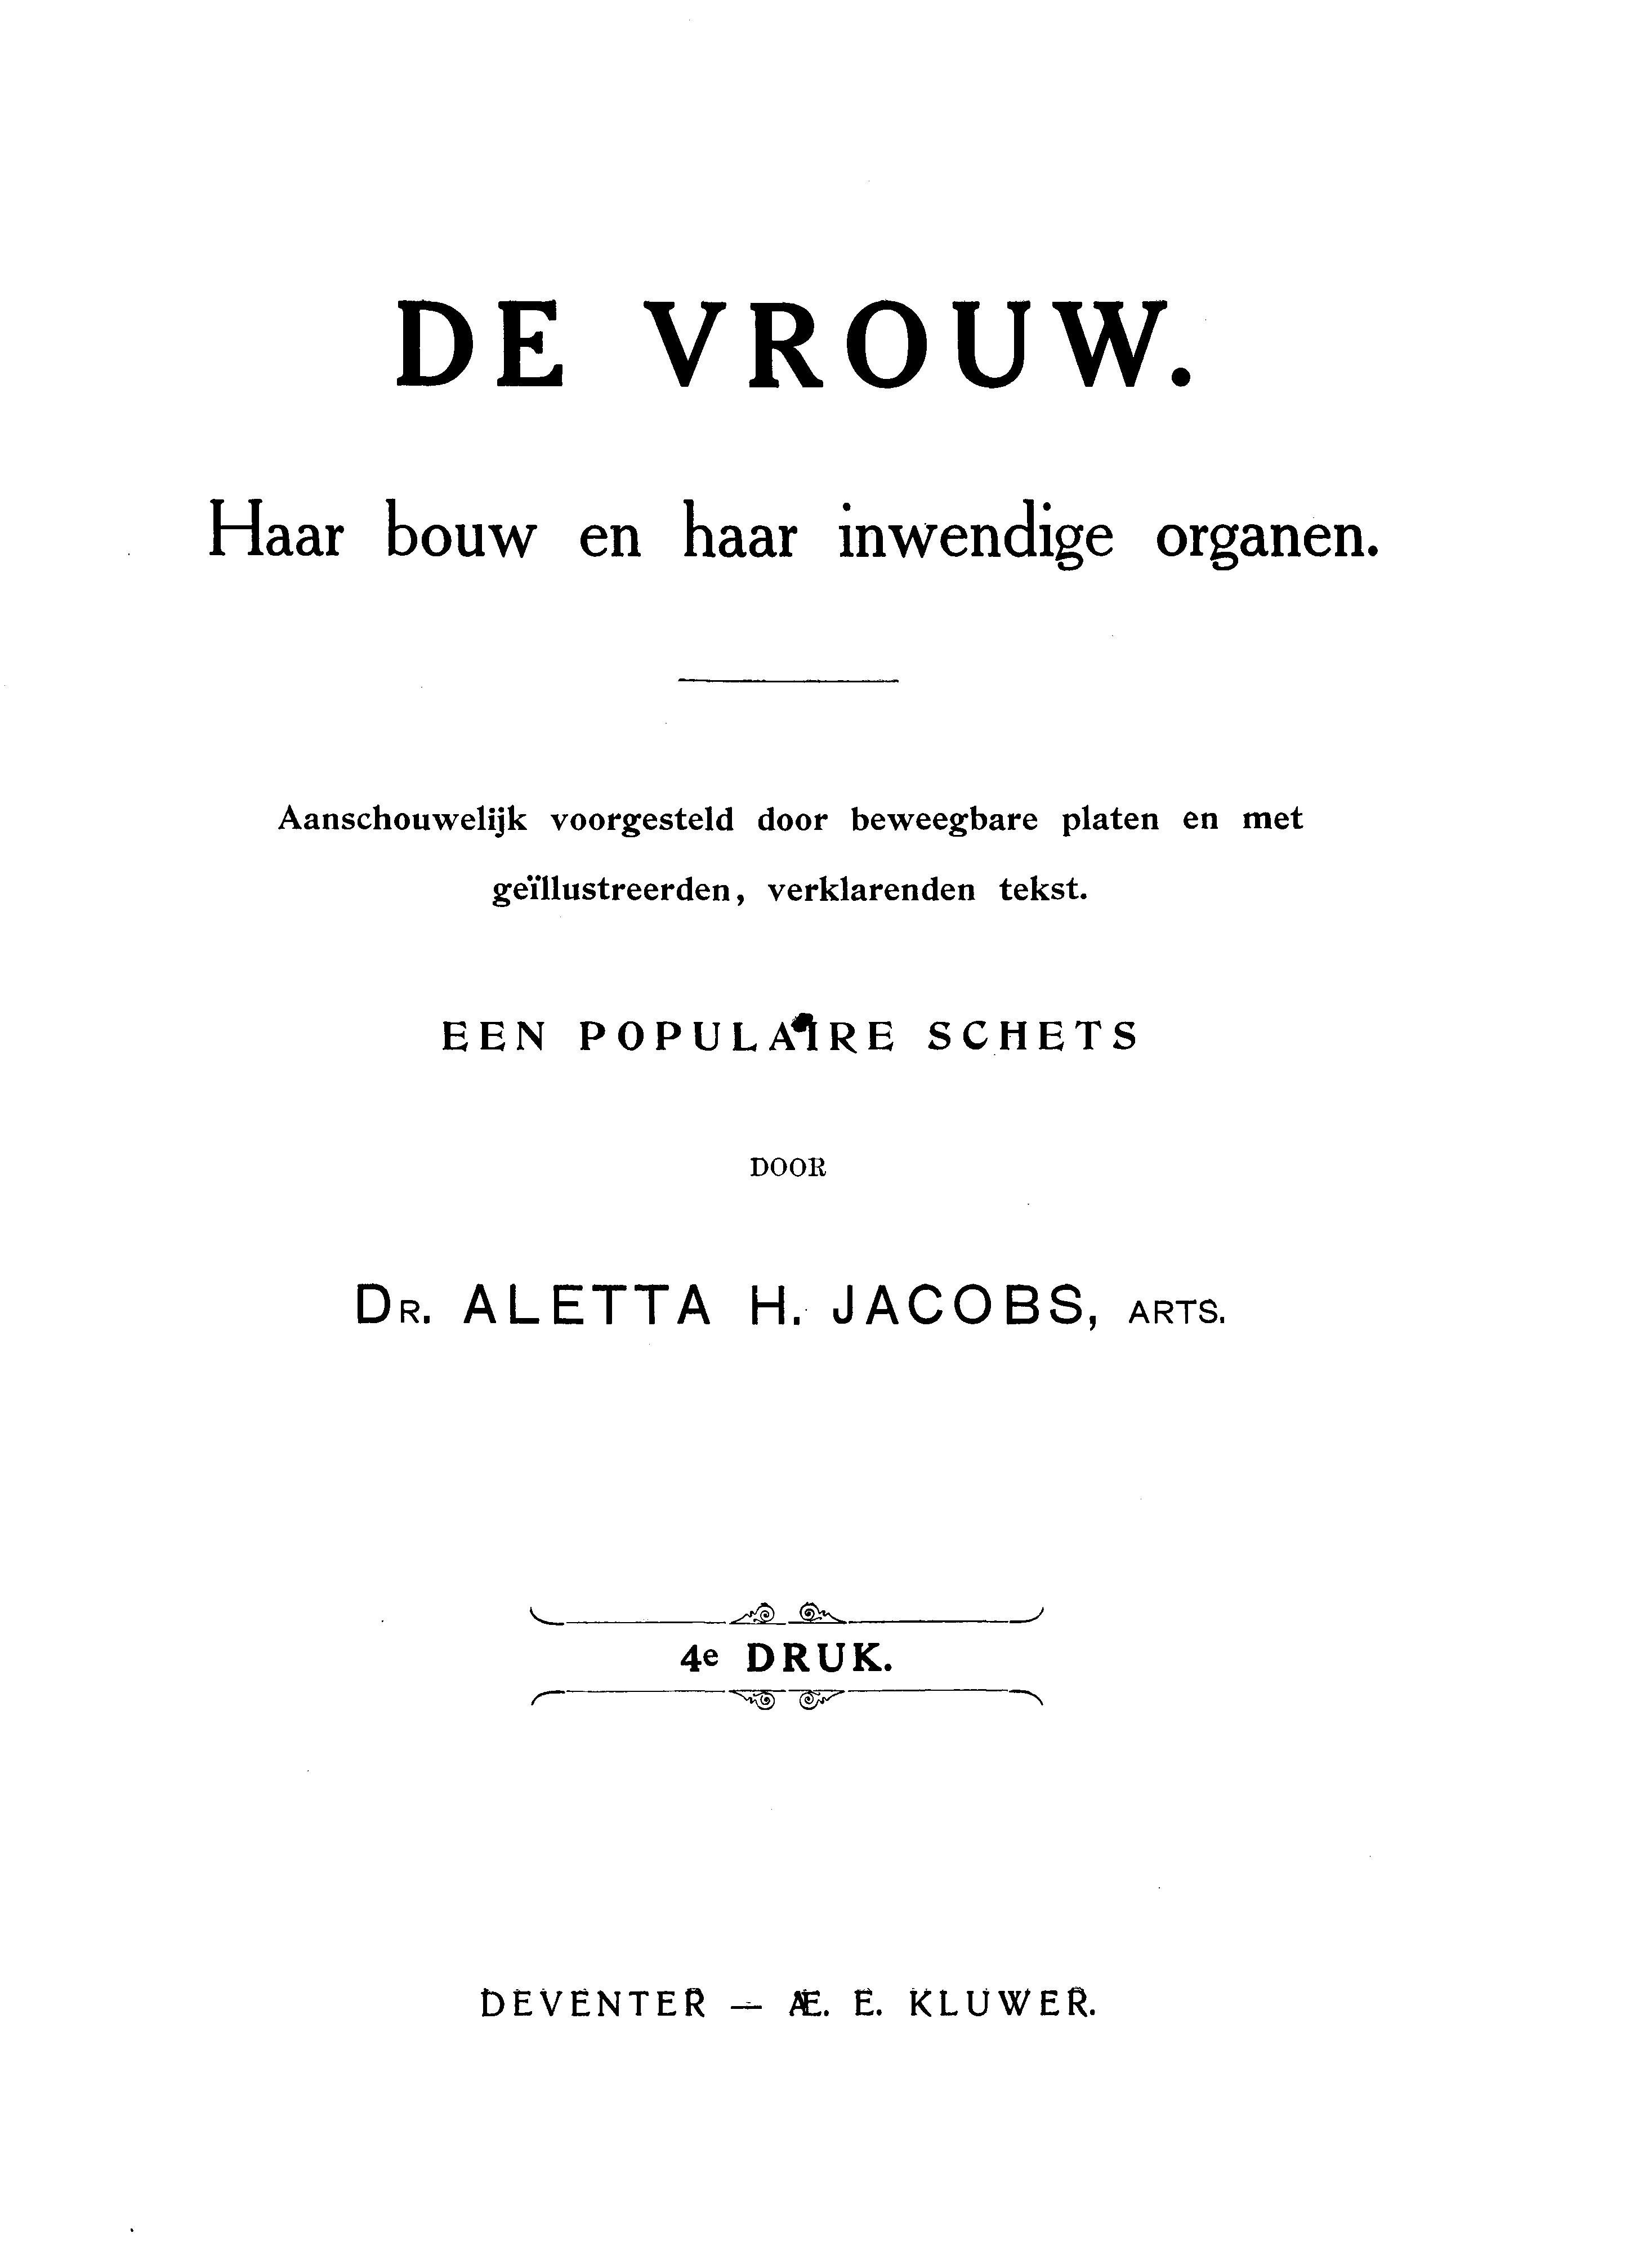 DE VROUW.
Haar bouw en haar inwendige organen.
Aanschouwelijk voorgesteld door beweegbare platen en met
geïllustreerden, verklarenden tekst.
EEN POPULAIRE SCHETS
DOOR
DR. ALETTA H. JACOBS, ARTS.
4e DRUK.
DEVENTER — Æ. E. KLUWER.